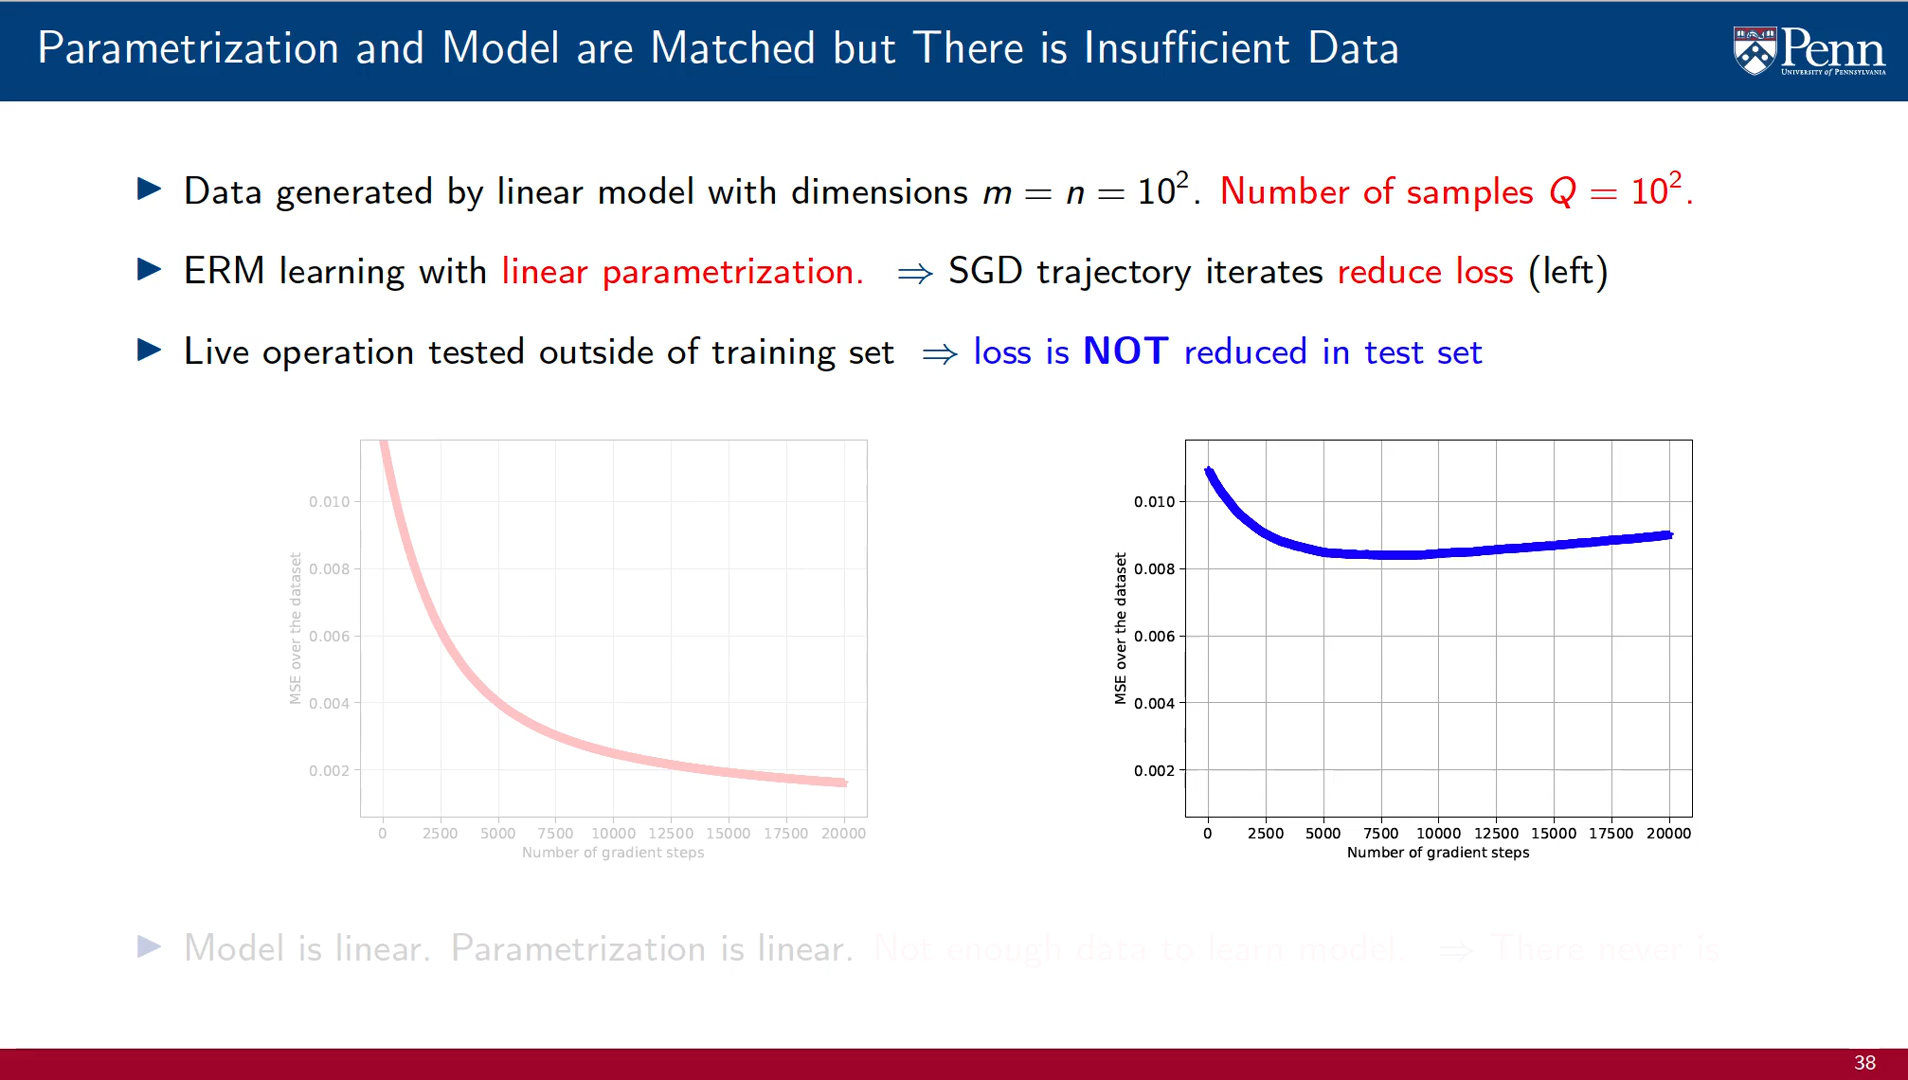 Parametrization and Model are Matched but There is Insufficient Data
Penn
UNIVERSITY of PENNSYLVANIA
▶ Data generated by linear model with dimensions m = n = 10². Number of samples Q = 10².
▶ ERM learning with linear parametrization. ⇒ SGD trajectory iterates reduce loss (left)
▶ Live operation tested outside of training set ⇒ loss is NOT reduced in test set
MSE over the dataset
0.010
0.008
0.006
0.004
0.002
0 2500 5000 7500 10000 12500 15000 17500 20000
Number of gradient steps
MSE over the dataset
0.010
0.008
0.006
0.004
0.002
0 2500 5000 7500 10000 12500 15000 17500 20000
Number of gradient steps
▶ Model is linear. Parametrization is linear. Not enough data to learn model. ⇒ There never is
38